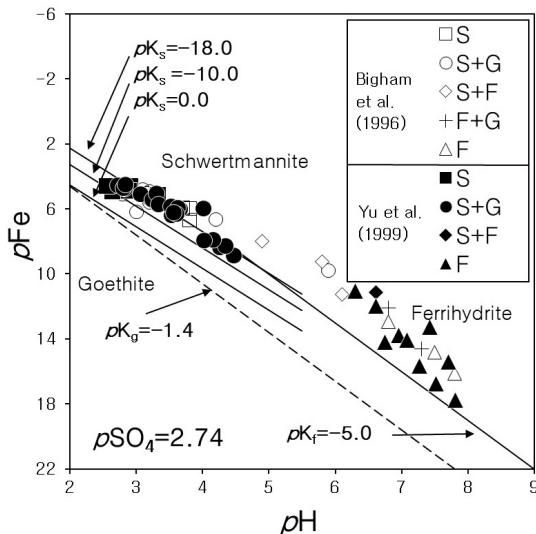 −6
−2
2
6
10
14
18
22
pFe
pKₛ=−18.0
pKₛ =−10.0
pKₛ=0.0
Schwertmannite
Goethite
pK₉=−1.4
Ferrihydrite
pSO₄=2.74
pK_f=−5.0
Bigham
et al.
(1996)
S
S+G
S+F
F+G
F
Yu et al.
(1999)
S
S+G
S+F
F
2 3 4 5 6 7 8 9
pH